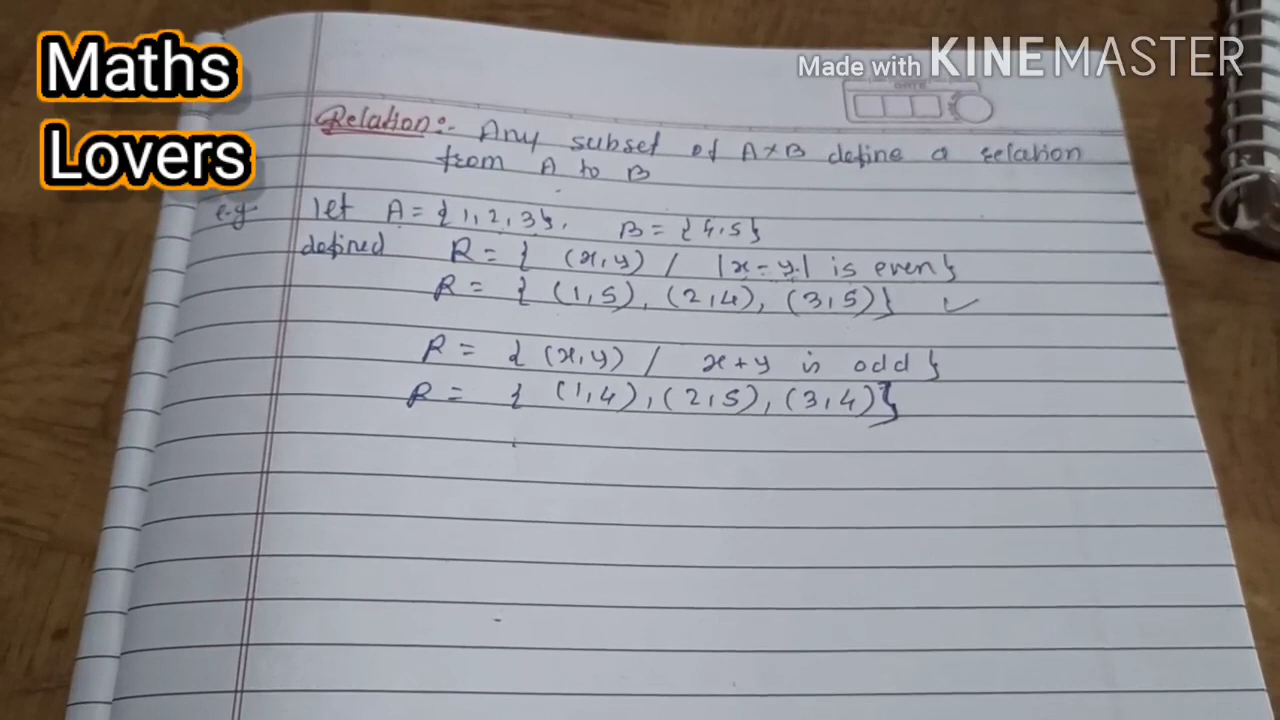 Maths
Lovers
Made with KINEMASTER
DATE
Relation:- Any subset of A×B define a relation
from A to B
e.g let A = {1, 2, 3}, B = {4, 5}
defined R = { (x, y) / |x - y| is even}
R = { (1, 5), (2, 4), (3, 5)} ✓
R = { (x, y) / x + y is odd }
R = { (1, 4), (2, 5), (3, 4)}